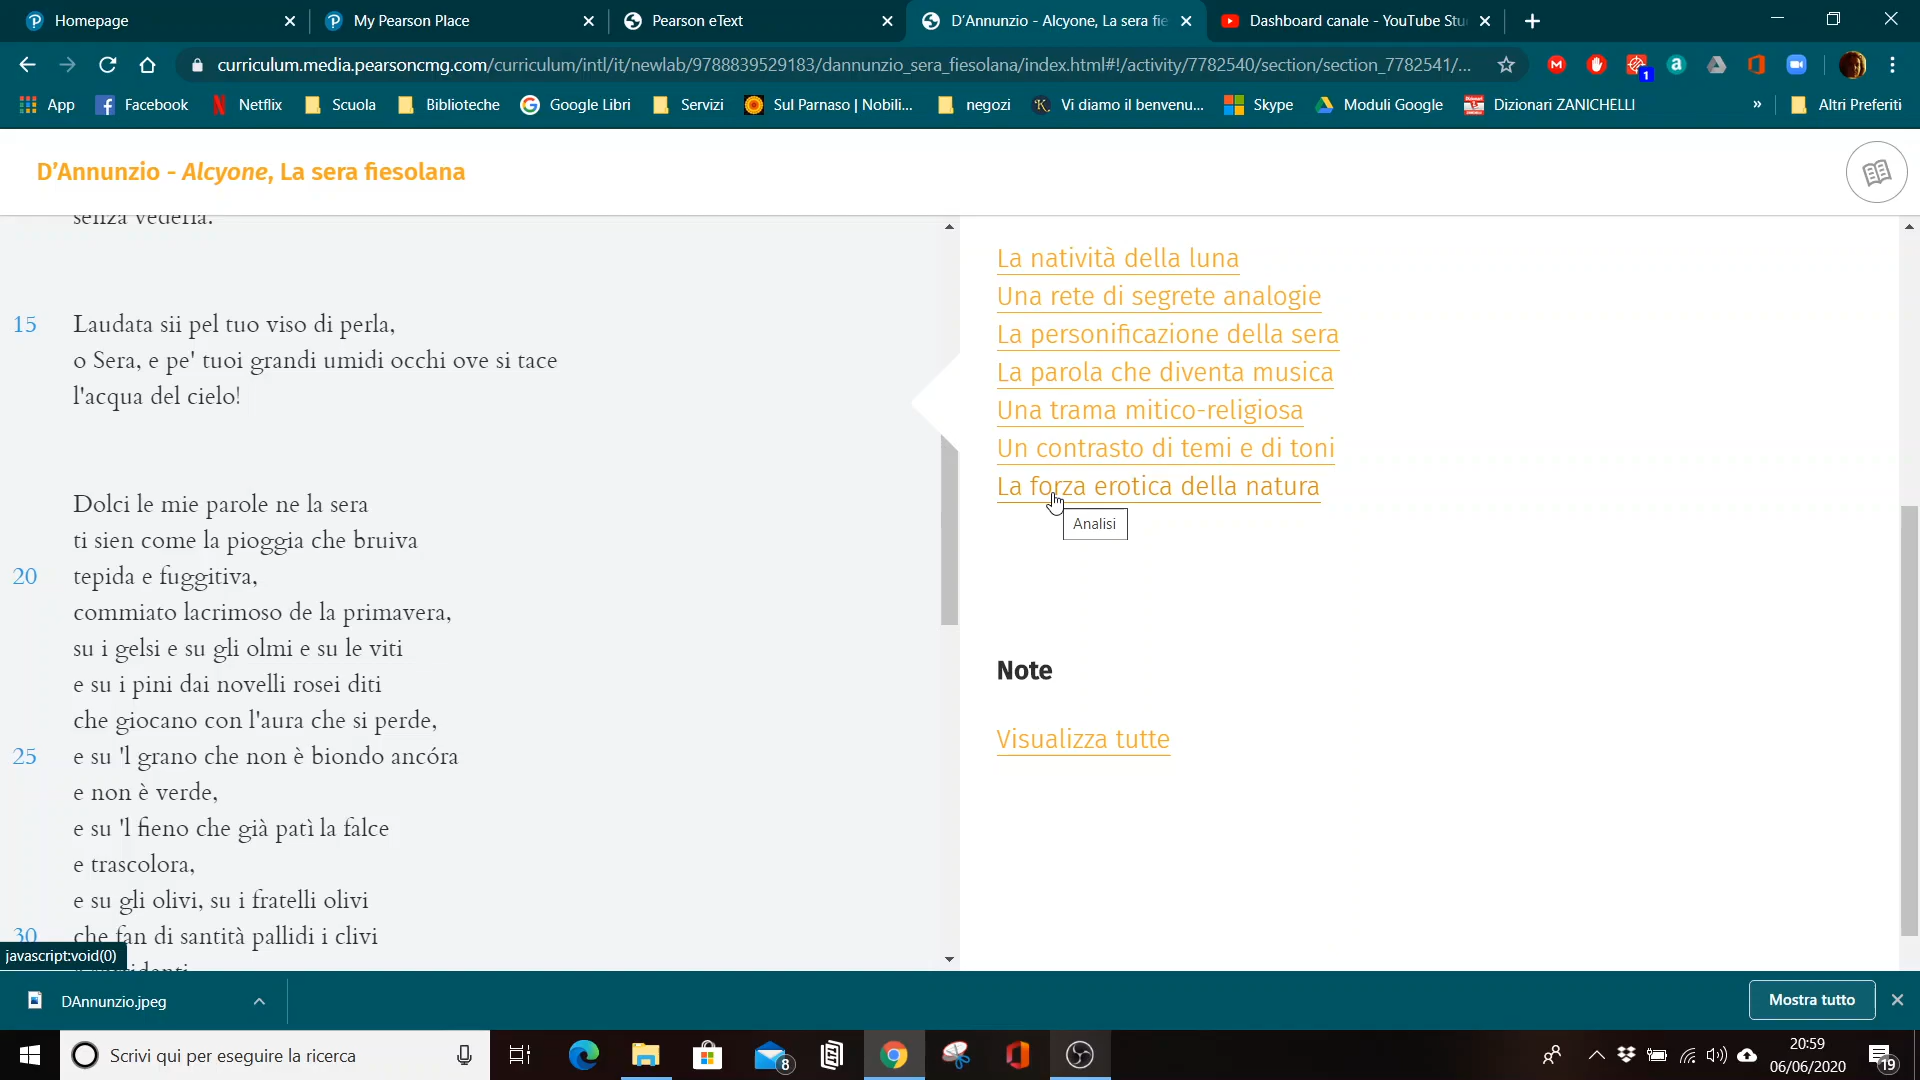 Homepage
My Pearson Place
Pearson eText
D'Annunzio - Alcyone, La sera fie
Dashboard canale - YouTube Stu
curriculum.media.pearsoncmg.com/curriculum/intl/it/newlab/9788839529183/dannunzio_sera_fiesolana/index.html#!/activity/7782540/section/section_7782541/...
1
App
Facebook
Netflix
Scuola
Biblioteche
Google Libri
Servizi
Sul Parnaso | Nobili...
negozi
Vi diamo il benvenu...
Skype
Moduli Google
Dizionari ZANICHELLI
»
Altri Preferiti
D'Annunzio - Alcyone, La sera fiesolana
senza vederla.
15 Laudata sii pel tuo viso di perla,
o Sera, e pe' tuoi grandi umidi occhi ove si tace
l'acqua del cielo!
Dolci le mie parole ne la sera
ti sien come la pioggia che bruiva
20 tepida e fuggitiva,
commiato lacrimoso de la primavera,
su i gelsi e su gli olmi e su le viti
e su i pini dai novelli rosei diti
che giocano con l'aura che si perde,
25 e su 'l grano che non è biondo ancóra
e non è verde,
e su 'l fieno che già patì la falce
e trascolora,
e su gli olivi, su i fratelli olivi
30 che fan di santità pallidi i clivi
La natività della luna
Una rete di segrete analogie
La personificazione della sera
La parola che diventa musica
Una trama mitico-religiosa
Un contrasto di temi e di toni
La forza erotica della natura
Analisi
Note
Visualizza tutte
javascript:void(0)
DAnnunzio.jpeg
Mostra tutto
Scrivi qui per eseguire la ricerca
8
20:59
06/06/2020
19